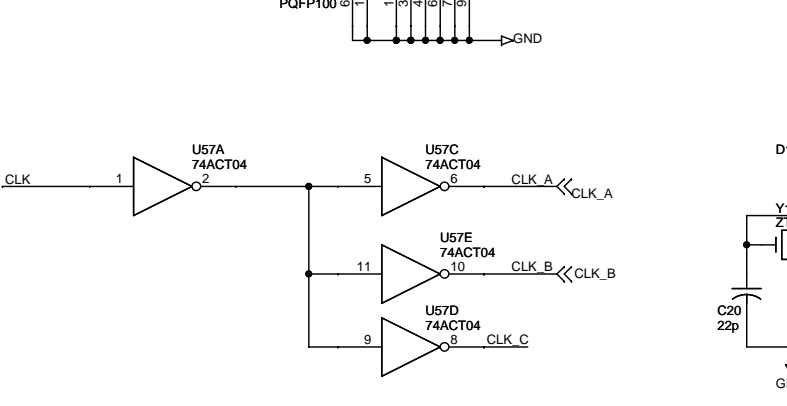 PQFP100
GND
U57A
74ACT04
CLK
1
2
U57C
74ACT04
5
6
CLK_A
CLK_A
U57E
74ACT04
11
10
CLK_B
CLK_B
U57D
74ACT04
9
8
CLK_C
C20
22p